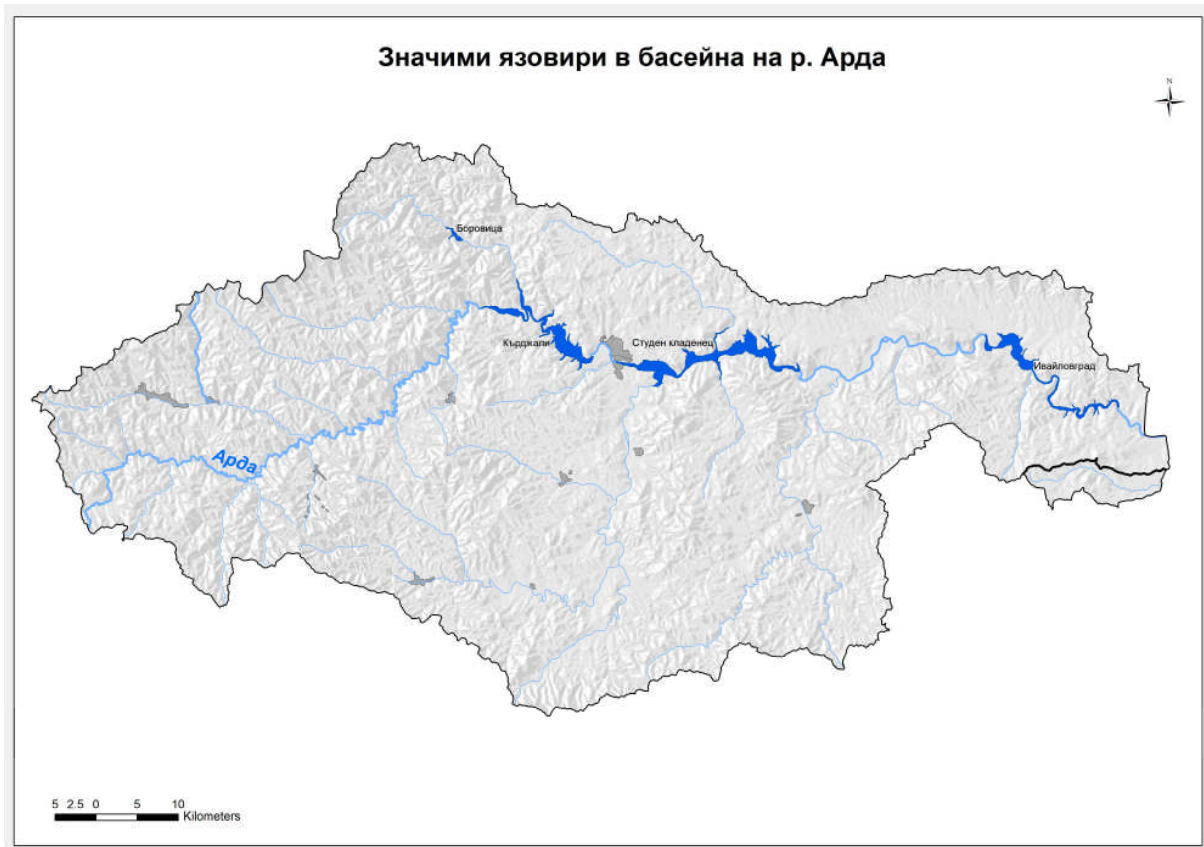 Значими язовири в басейна на р. Арда
N
Боровица
Кърджали
Студен кладенец
Ивайловград
Арда
5 2.5 0 5 10
Kilometers